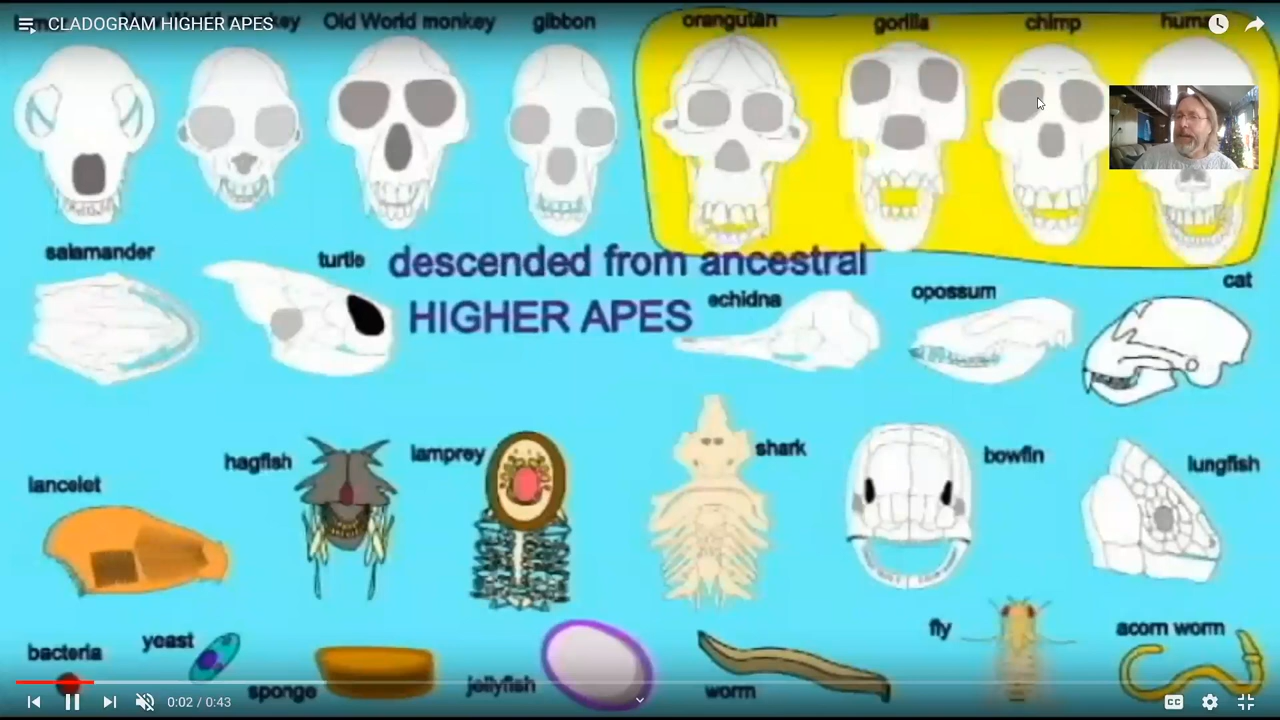 CLADOGRAM HIGHER APES
Old World monkey
gibbon
orangutan
gorilla
chimp
salamander
turtle
descended from ancestral
HIGHER APES
echidna
opossum
cat
hagfish
lamprey
shark
bowfin
lungfish
lancelet
fly
acorn worm
bacteria
yeast
sponge
jellyfish
worm
0:02 / 0:43
CC